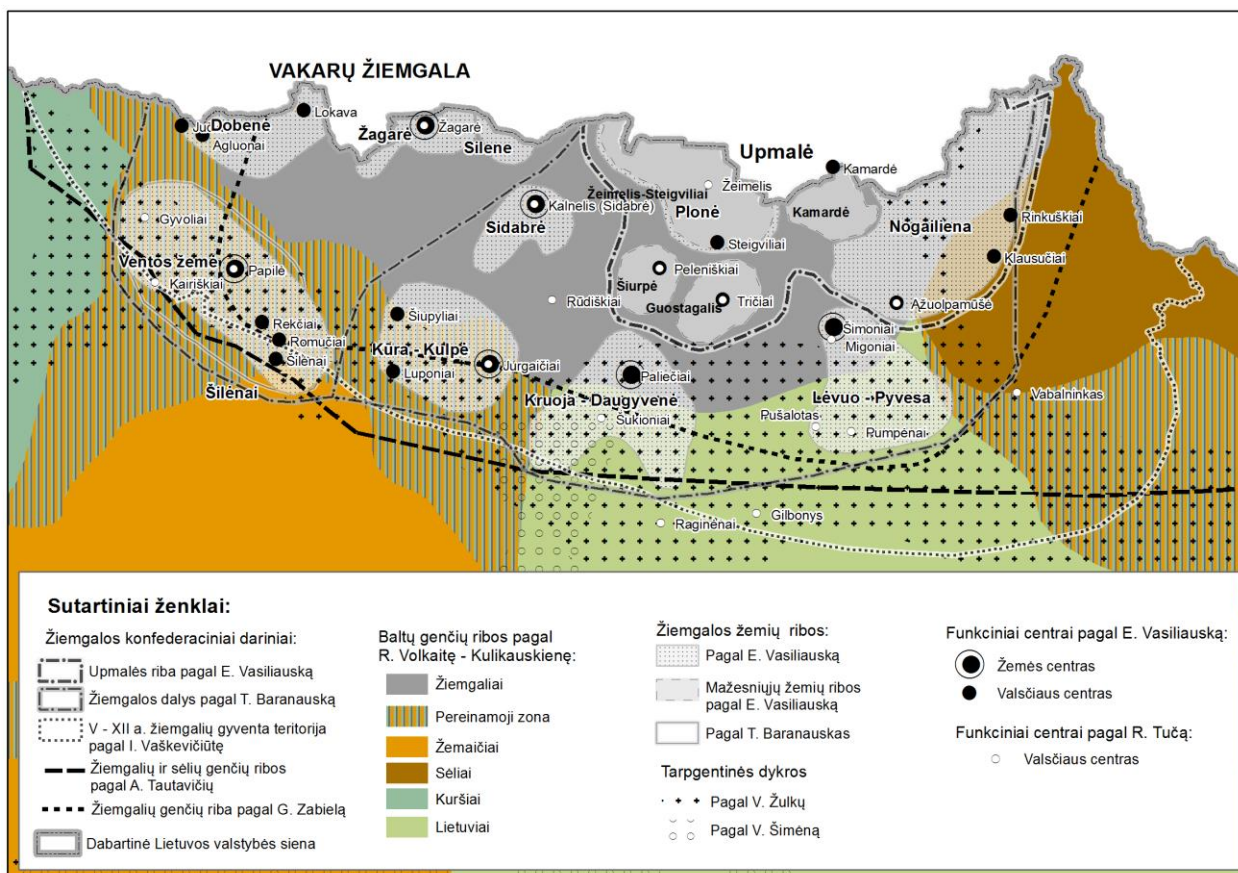 VAKARŲ ŽIEMGALA
Lokava
Dobenė
Agluonai
Žagarė
Žagarė
Silene
Upmalė
Kamardė
Žeimelis
Žeimelis-Steigviliai
Plonė
Kamardė
Kalnelis (Sidabrė)
Sidabrė
Nogailiena
Rinkuškiai
Gyvoliai
Steigviliai
Klausučiai
Ventos žemė
Papilė
Peleniškiai
Kairiškiai
Šiurpė
Rūdiškiai
Guostagalis
Tričiai
Ąžuolpamūšė
Šiupyliai
Rekčiai
Šimoniai
Migoniai
Romučiai
Kūra - Kulpė
Šilėnai
Jurgaičiai
Luponiai
Paliečiai
Šilėnai
Kruoja - Daugyvenė
Lėvuo - Pyvesa
Vabalninkas
Šukioniai
Pušalotas
Pumpėnai
Gilbonys
Raginėnai
Sutartiniai ženklai:
Žiemgalos konfederaciniai dariniai:
Upmalės riba pagal E. Vasiliauską
Žiemgalos dalys pagal T. Baranauską
V - XII a. žiemgalių gyventa teritorija
pagal I. Vaškevičiūtę
Žiemgalių ir sėlių genčių ribos
pagal A. Tautavičių
Žiemgalių genčių riba pagal G. Zabielą
Dabartinė Lietuvos valstybės siena
Baltų genčių ribos pagal
R. Volkaitę - Kulikauskienę:
Žiemgaliai
Pereinamoji zona
Žemaičiai
Sėliai
Kuršiai
Lietuviai
Žiemgalos žemių ribos:
Pagal E. Vasiliauską
Mažesniųjų žemių ribos
pagal E. Vasiliauską
Pagal T. Baranauskas
Tarpgentinės dykros
Pagal V. Žulkų
Pagal V. Šimėną
Funkciniai centrai pagal E. Vasiliauską:
Žemės centras
Valsčiaus centras
Funkciniai centrai pagal R. Tučą:
Valsčiaus centras